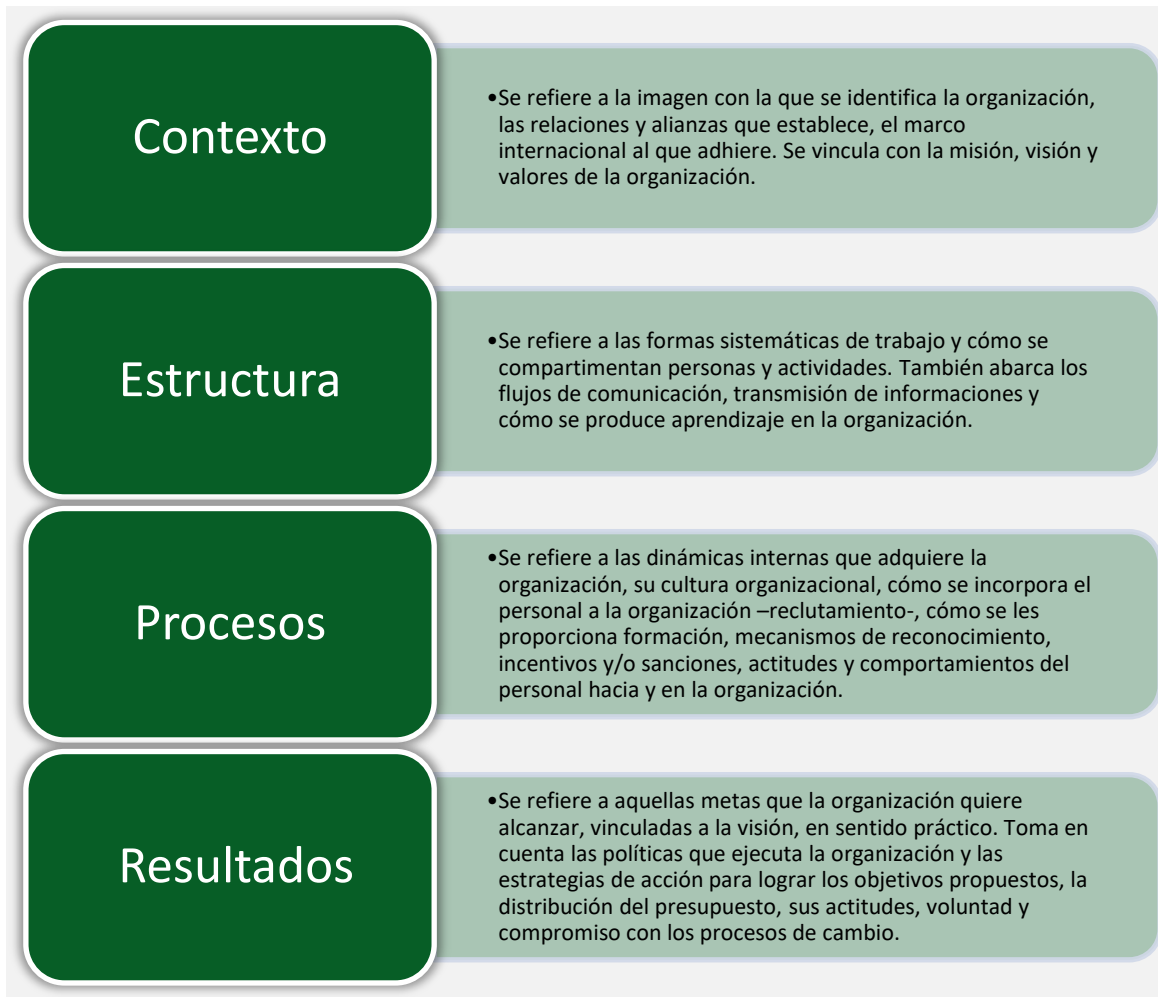 Contexto
•Se refiere a la imagen con la que se identifica la organización,
las relaciones y alianzas que establece, el marco
internacional al que adhiere. Se vincula con la misión, visión y
valores de la organización.
Estructura
•Se refiere a las formas sistemáticas de trabajo y cómo se
compartimentan personas y actividades. También abarca los
flujos de comunicación, transmisión de informaciones y
cómo se produce aprendizaje en la organización.
Procesos
•Se refiere a las dinámicas internas que adquiere la
organización, su cultura organizacional, cómo se incorpora el
personal a la organización –reclutamiento-, cómo se les
proporciona formación, mecanismos de reconocimiento,
incentivos y/o sanciones, actitudes y comportamientos del
personal hacia y en la organización.
Resultados
•Se refiere a aquellas metas que la organización quiere
alcanzar, vinculadas a la visión, en sentido práctico. Toma en
cuenta las políticas que ejecuta la organización y las
estrategias de acción para lograr los objetivos propuestos, la
distribución del presupuesto, sus actitudes, voluntad y
compromiso con los procesos de cambio.